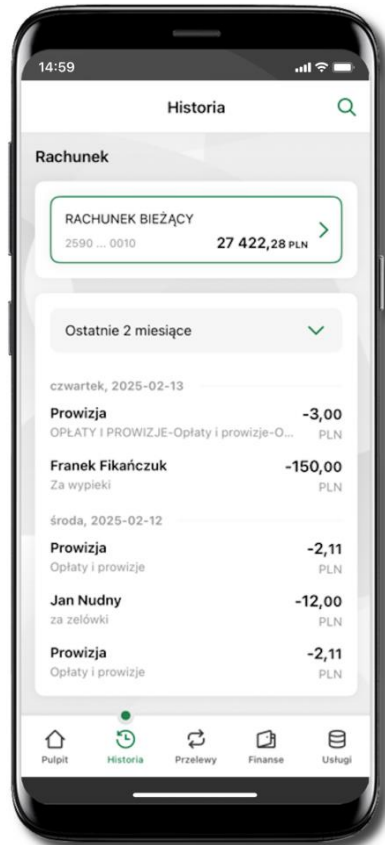 14:59
Historia
Rachunek
RACHUNEK BIEŻĄCY
2590 ... 0010 27 422,28 PLN
Ostatnie 2 miesiące
czwartek, 2025-02-13
Prowizja -3,00
OPŁATY I PROWIZJE-Opłaty i prowizje-O... PLN
Franek Fikańczuk -150,00
Za wypieki PLN
środa, 2025-02-12
Prowizja -2,11
Opłaty i prowizje PLN
Jan Nudny -12,00
za zelówki PLN
Prowizja -2,11
Opłaty i prowizje PLN
Pulpit Historia Przelewy Finanse Usługi